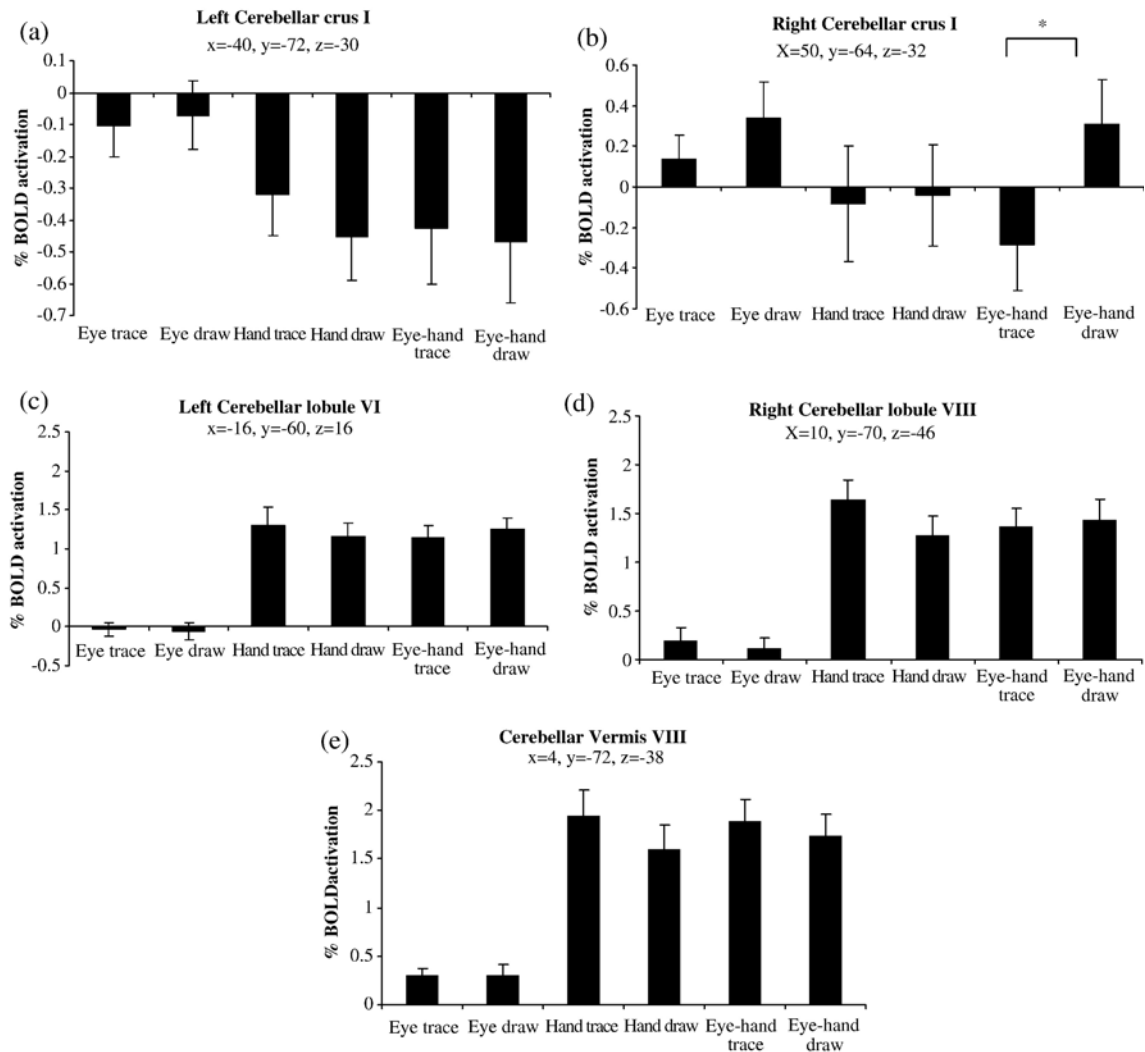 (a)
Left Cerebellar crus I
x=-40, y=-72, z=-30
% BOLD activation
0.1
0
-0.1
-0.2
-0.3
-0.4
-0.5
-0.6
-0.7
Eye trace Eye draw Hand trace Hand draw Eye-hand trace Eye-hand draw
(b)
Right Cerebellar crus I
X=50, y=-64, z=-32
*
% BOLD activation
0.6
0.4
0.2
0
-0.2
-0.4
-0.6
Eye trace Eye draw Hand trace Hand draw Eye-hand trace Eye-hand draw
(c)
Left Cerebellar lobule VI
x=-16, y=-60, z=16
% BOLD activation
2.5
2
1.5
1
0.5
0
-0.5
Eye trace Eye draw Hand trace Hand draw Eye-hand trace Eye-hand draw
(d)
Right Cerebellar lobule VIII
X=10, y=-70, z=-46
% BOLD activation
2.5
2
1.5
1
0.5
0
Eye trace Eye draw Hand trace Hand draw Eye-hand trace Eye-hand draw
(e)
Cerebellar Vermis VIII
x=4, y=-72, z=-38
% BOLDactivation
2.5
2
1.5
1
0.5
0
Eye trace Eye draw Hand trace Hand draw Eye-hand trace Eye-hand draw